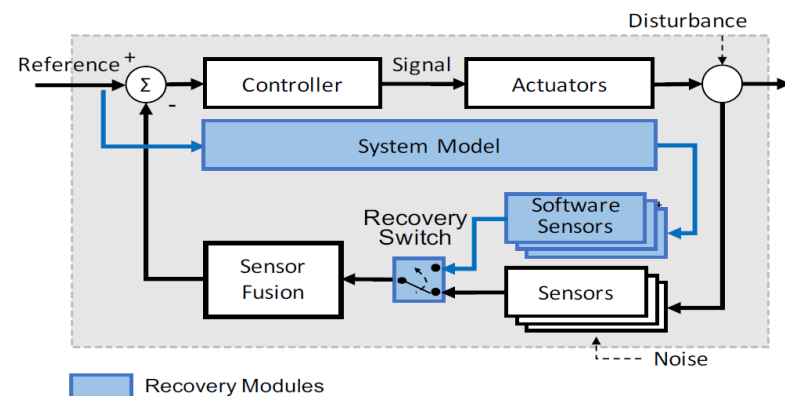 Disturbance
Reference
+
Σ
-
Controller
Signal
Actuators
System Model
Recovery
Switch
Software
Sensors
Sensor
Fusion
Sensors
Noise
Recovery Modules